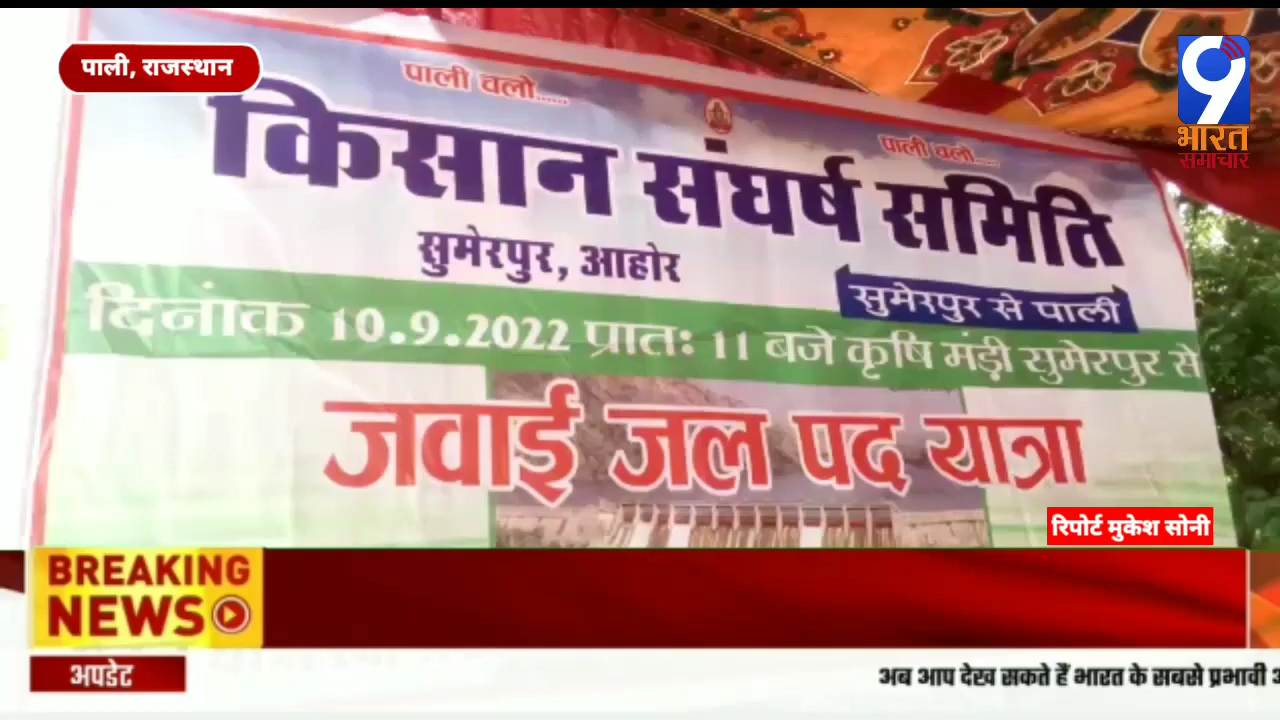 पाली, राजस्थान
9
भारत
समाचार
पाली चलो.....
पाली चलो.....
किसान संघर्ष समिति
सुमेरपुर, आहोर
सुमेरपुर से पाली
दिनांक 10.9.2022 प्रातः 11 बजे कृषि मंड़ी सुमेरपुर से
जवाई जल पद यात्रा
रिपोर्ट मुकेश सोनी
BREAKING
NEWS
अपडेट
अब आप देख सकते हैं भारत के सबसे प्रभावी